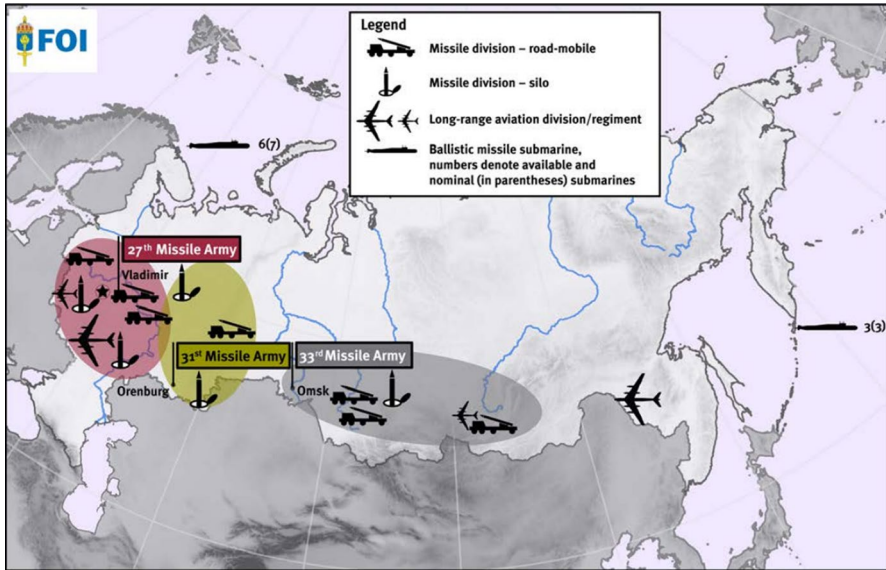 FOI
Legend
Missile division – road-mobile
Missile division – silo
Long-range aviation division/regiment
Ballistic missile submarine,
numbers denote available and
nominal (in parentheses) submarines
6(7)
27th Missile Army
Vladimir
3(3)
31st Missile Army
33rd Missile Army
Orenburg
Omsk